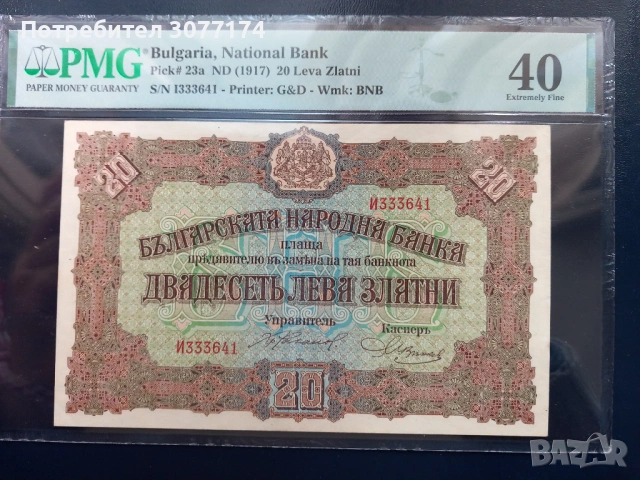 Потребител 3077174
PMG
PAPER MONEY GUARANTY
Bulgaria, National Bank
Pick# 23a ND (1917) 20 Leva Zlatni
S/N I333641 - Printer: G&D - Wmk: BNB
40
Extremely Fine
20
20
И333641
БЪЛГАРСКАТА НАРОДНА БАНКА
плаща
прѣдявителю въ замѣна на тая банкнота
ДВАДЕСЕТЬ ЛЕВА ЗЛАТНИ
Управитель
Касиеръ
И333641
20
BAZAR